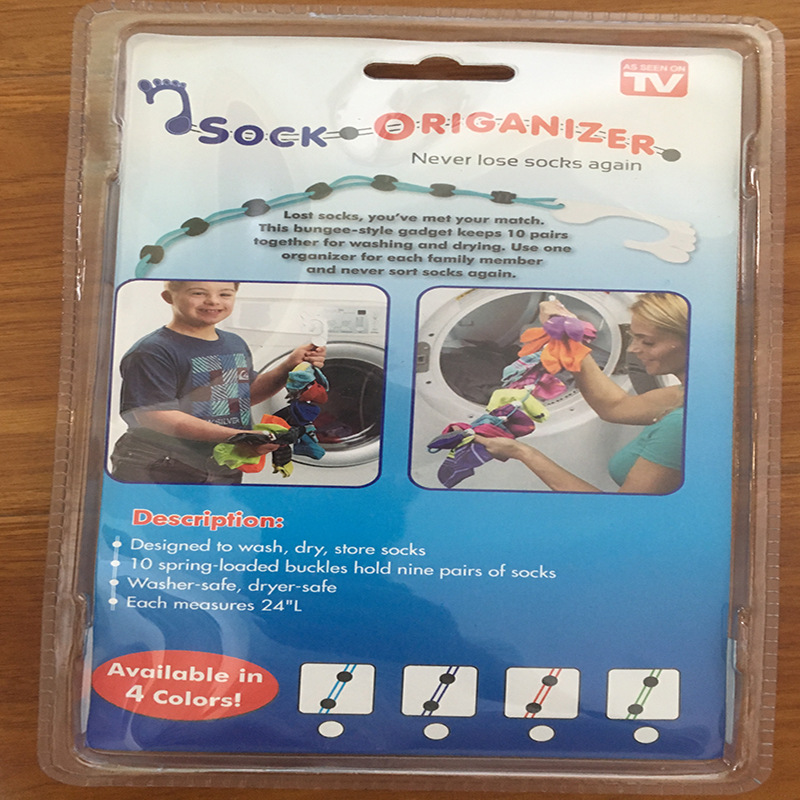 AS SEEN ON
TV
SOCK ORIGANIZER
Never lose socks again
Lost socks, you've met your match.
This bungee-style gadget keeps 10 pairs
together for washing and drying. Use one
organizer for each family member
and never sort socks again.
Description:
Designed to wash, dry, store socks
10 spring-loaded buckles hold nine pairs of socks
Washer-safe, dryer-safe
Each measures 24"L
Available in
4 Colors!